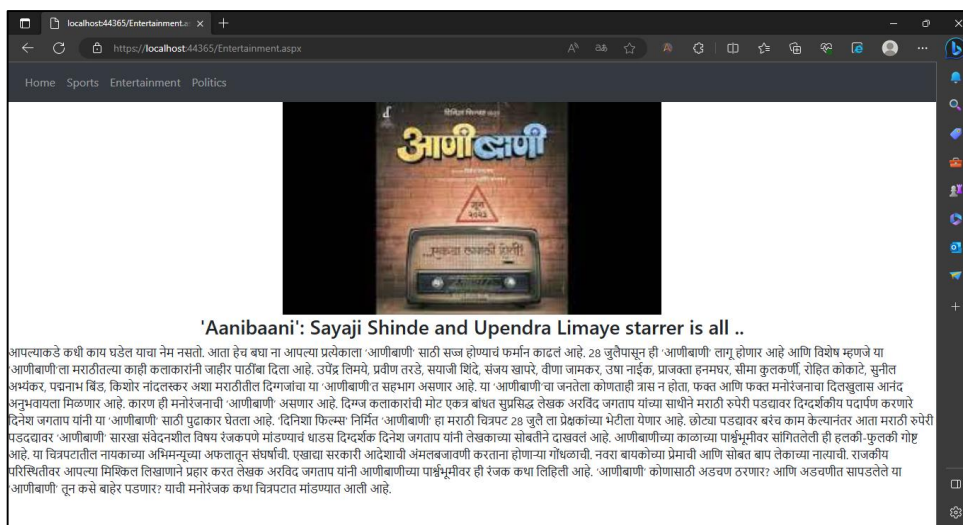 localhost:44365/Entertainment.a
https://localhost:44365/Entertainment.aspx
Home Sports Entertainment Politics
आणीबाणी
जून
२०२३
'Aanibaani': Sayaji Shinde and Upendra Limaye starrer is all ..
आपल्याकडे कधी काय घडेल याचा नेम नसतो. आता हेच बघा ना आपल्या प्रत्येकाला 'आणीबाणी' साठी सज्ज होण्याचं फर्मान काढलं आहे. 28 जुलैपासून ही 'आणीबाणी' लागू होणार आहे आणि विशेष म्हणजे या
'आणीबाणी'ला मराठीतल्या काही कलाकारांनी जाहीर पाठींबा दिला आहे. उपेंद्र लिमये, प्रवीण तरडे, सयाजी शिंदे, संजय खापरे, वीणा जामकर, उषा नाईक, प्राजक्ता हनमघर, सीमा कुलकर्णी, रोहित कोकाटे, सुनील
अभ्यंकर, पद्मनाभ बिंड, किशोर नांदलस्कर अशा मराठीतील दिग्गजांचा या 'आणीबाणी'त सहभाग असणार आहे. या 'आणीबाणी'चा जनतेला कोणताही त्रास न होता, फक्त आणि फक्त मनोरंजनाचा दिलखुलास आनंद
अनुभवायला मिळणार आहे. कारण ही मनोरंजनाची 'आणीबाणी' असणार आहे. दिग्गज कलाकारांची मोट एकत्र बांधत सुप्रसिद्ध लेखक अरविंद जगताप यांच्या साथीने मराठी रुपेरी पडद्यावर दिग्दर्शकीय पदार्पण करणारे
दिनेश जगताप यांनी या 'आणीबाणी' साठी पुढाकार घेतला आहे. 'दिनिशा फिल्म्स' निर्मित 'आणीबाणी' हा मराठी चित्रपट 28 जुलै ला प्रेक्षकांच्या भेटीला येणार आहे. छोट्या पडद्यावर बरंच काम केल्यानंतर आता मराठी रुपेरी
पडदद्यावर 'आणीबाणी' सारखा संवेदनशील विषय रंजकपणे मांडण्याचं धाडस दिग्दर्शक दिनेश जगताप यांनी लेखकाच्या सोबतीने दाखवलं आहे. आणीबाणीच्या काळाच्या पार्श्वभूमीवर सांगितलेली ही हलकी-फुलकी गोष्ट
आहे. या चित्रपटातील नायकाच्या अभिमन्यूच्या अफलातून संघर्षाची. एखाद्या सरकारी आदेशाची अंमलबजावणी करताना होणाऱ्या गोंधळाची. नवरा बायकोच्या प्रेमाची आणि सोबत बाप लेकाच्या नात्याची. राजकीय
परिस्थितीवर आपल्या मिश्किल लिखाणाने प्रहार करत लेखक अरविद जगताप यांनी आणीबाणीच्या पार्श्वभूमीवर ही रंजक कथा लिहिली आहे. 'आणीबाणी' कोणासाठी अडचण ठरणार? आणि अडचणीत सापडलेले या
'आणीबाणी' तून कसे बाहेर पडणार? याची मनोरंजक कथा चित्रपटात मांडण्यात आली आहे.